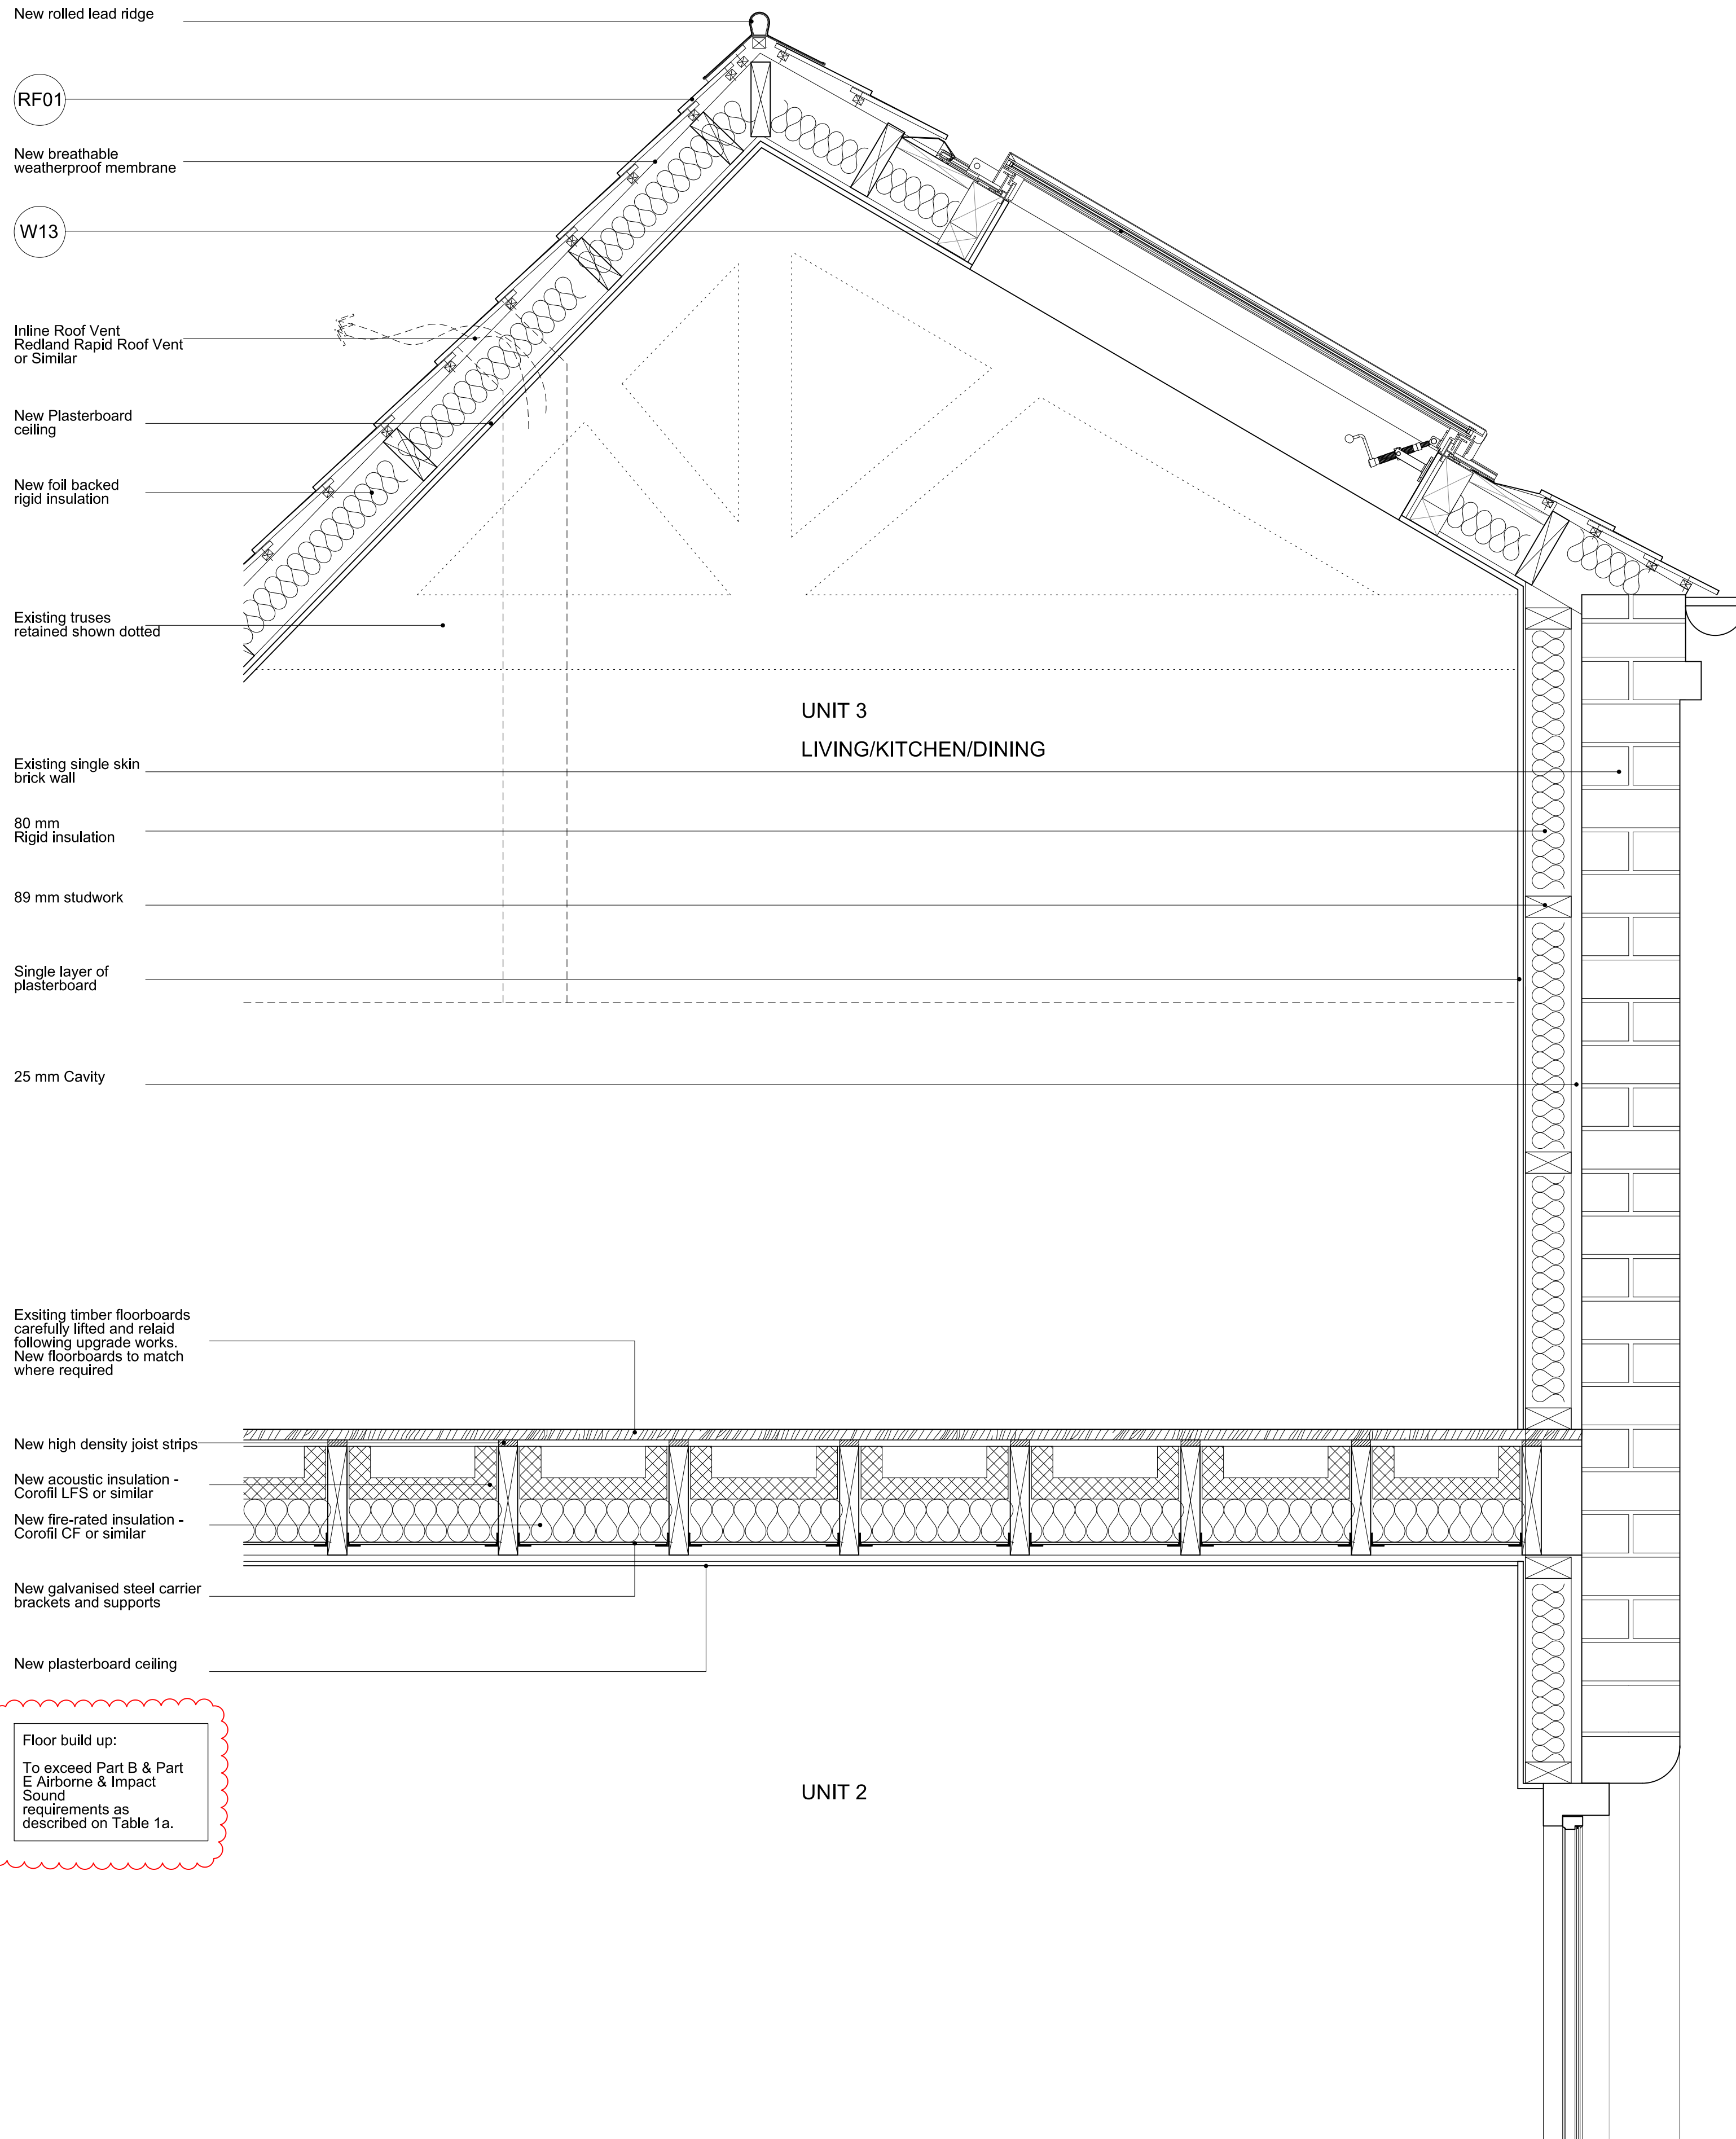 New rolled lead ridge
RF01
New breathable
weatherproof membrane
W13
Inline Roof Vent
Redland Rapid Roof Vent
or Similar
New Plasterboard
ceiling
New foil backed
rigid insulation
Existing truses
retained shown dotted
UNIT 3
LIVING/KITCHEN/DINING
Existing single skin
brick wall
80 mm
Rigid insulation
89 mm studwork
Single layer of
plasterboard
25 mm Cavity
Exsiting timber floorboards
carefully lifted and relaid
following upgrade works.
New floorboards to match
where required
New high density joist strips
New acoustic insulation -
Corofil LFS or similar
New fire-rated insulation -
Corofil CF or similar
New galvanised steel carrier
brackets and supports
New plasterboard ceiling
Floor build up:
To exceed Part B & Part
E Airborne & Impact
Sound
requirements as
described on Table 1a.
UNIT 2